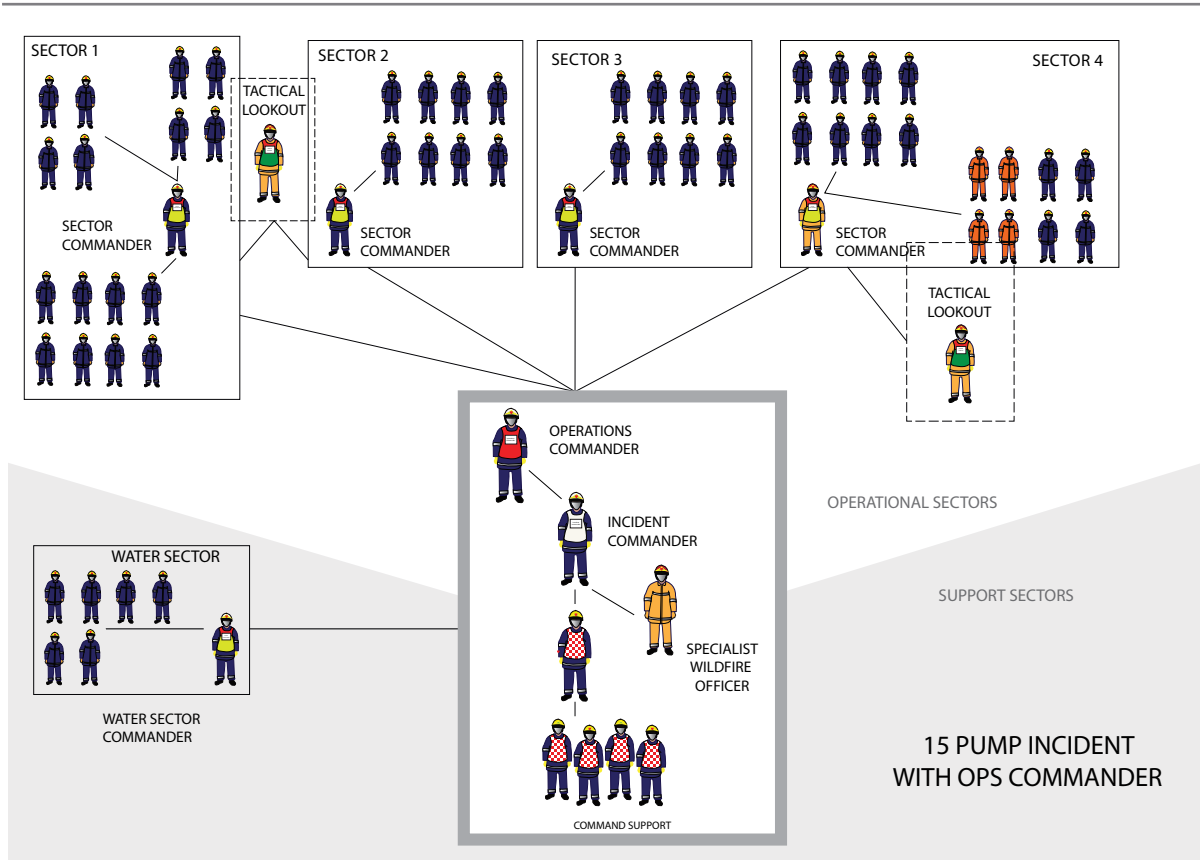 SECTOR 1
TACTICAL
LOOKOUT
SECTOR
COMMANDER
SECTOR 2
SECTOR
COMMANDER
SECTOR 3
SECTOR
COMMANDER
SECTOR 4
SECTOR
COMMANDER
TACTICAL
LOOKOUT
OPERATIONS
COMMANDER
INCIDENT
COMMANDER
SPECIALIST
WILDFIRE
OFFICER
COMMAND SUPPORT
OPERATIONAL SECTORS
SUPPORT SECTORS
WATER SECTOR
WATER SECTOR
COMMANDER
15 PUMP INCIDENT
WITH OPS COMMANDER